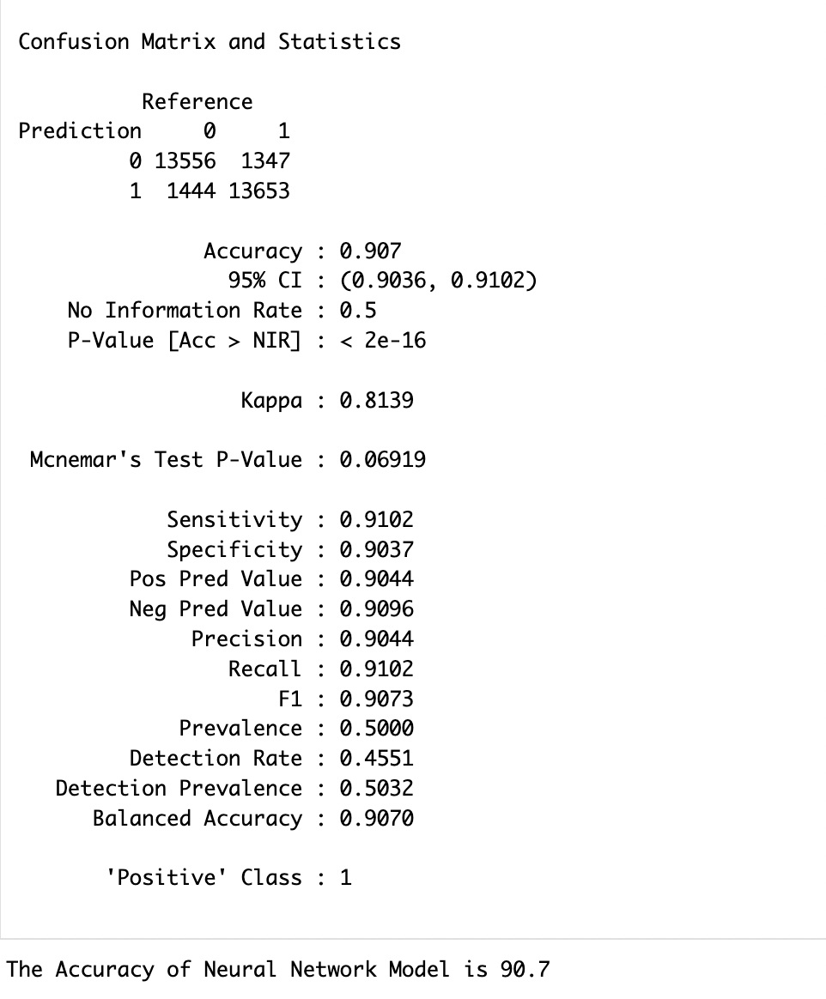 Confusion Matrix and Statistics
Reference
Prediction 0 1
0 13556 1347
1 1444 13653
Accuracy : 0.907
95% CI : (0.9036, 0.9102)
No Information Rate : 0.5
P-Value [Acc > NIR] : < 2e-16
Kappa : 0.8139
Mcnemar's Test P-Value : 0.06919
Sensitivity : 0.9102
Specificity : 0.9037
Pos Pred Value : 0.9044
Neg Pred Value : 0.9096
Precision : 0.9044
Recall : 0.9102
F1 : 0.9073
Prevalence : 0.5000
Detection Rate : 0.4551
Detection Prevalence : 0.5032
Balanced Accuracy : 0.9070
'Positive' Class : 1
The Accuracy of Neural Network Model is 90.7